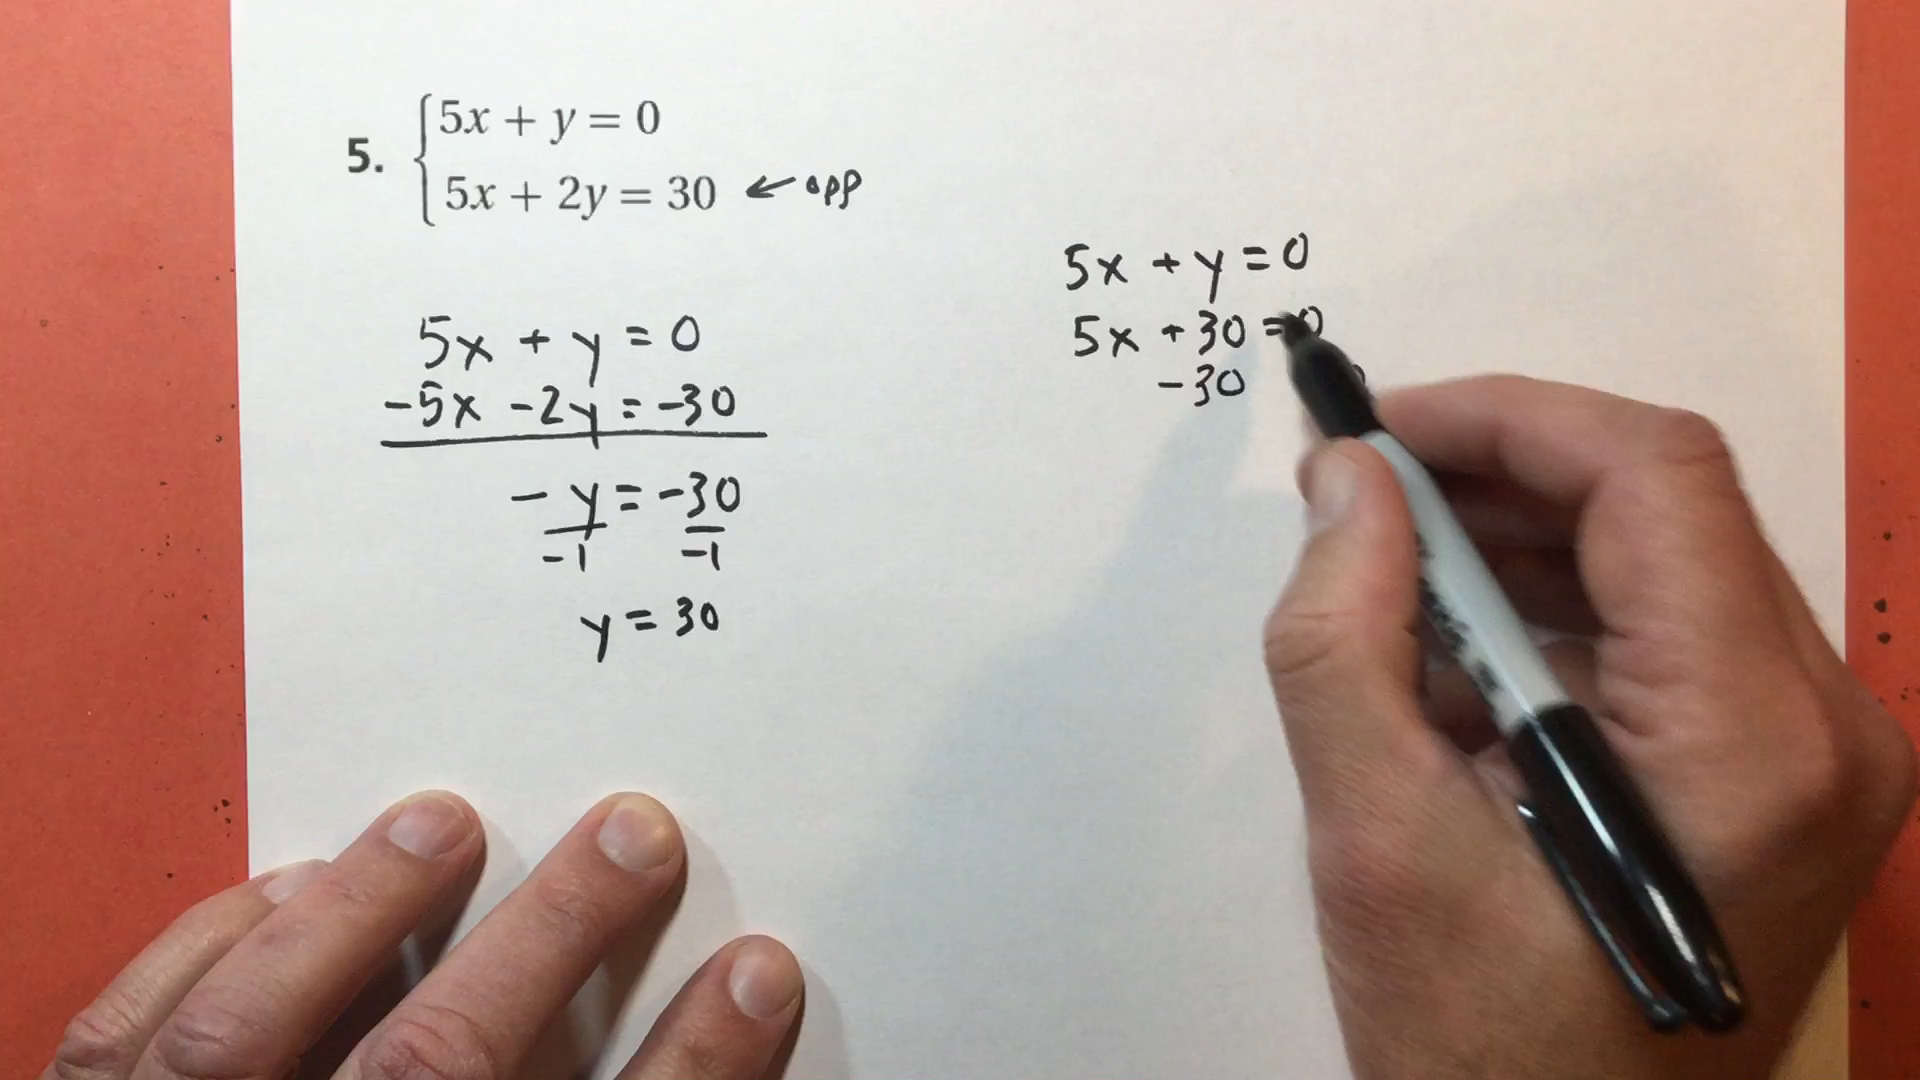 5. 5x + y = 0
5x + 2y = 30 ← opp
5x + y = 0
-5x -2y = -30
-y = -30
-1 -1
y = 30
5x + y = 0
5x + 30 = 0
-30